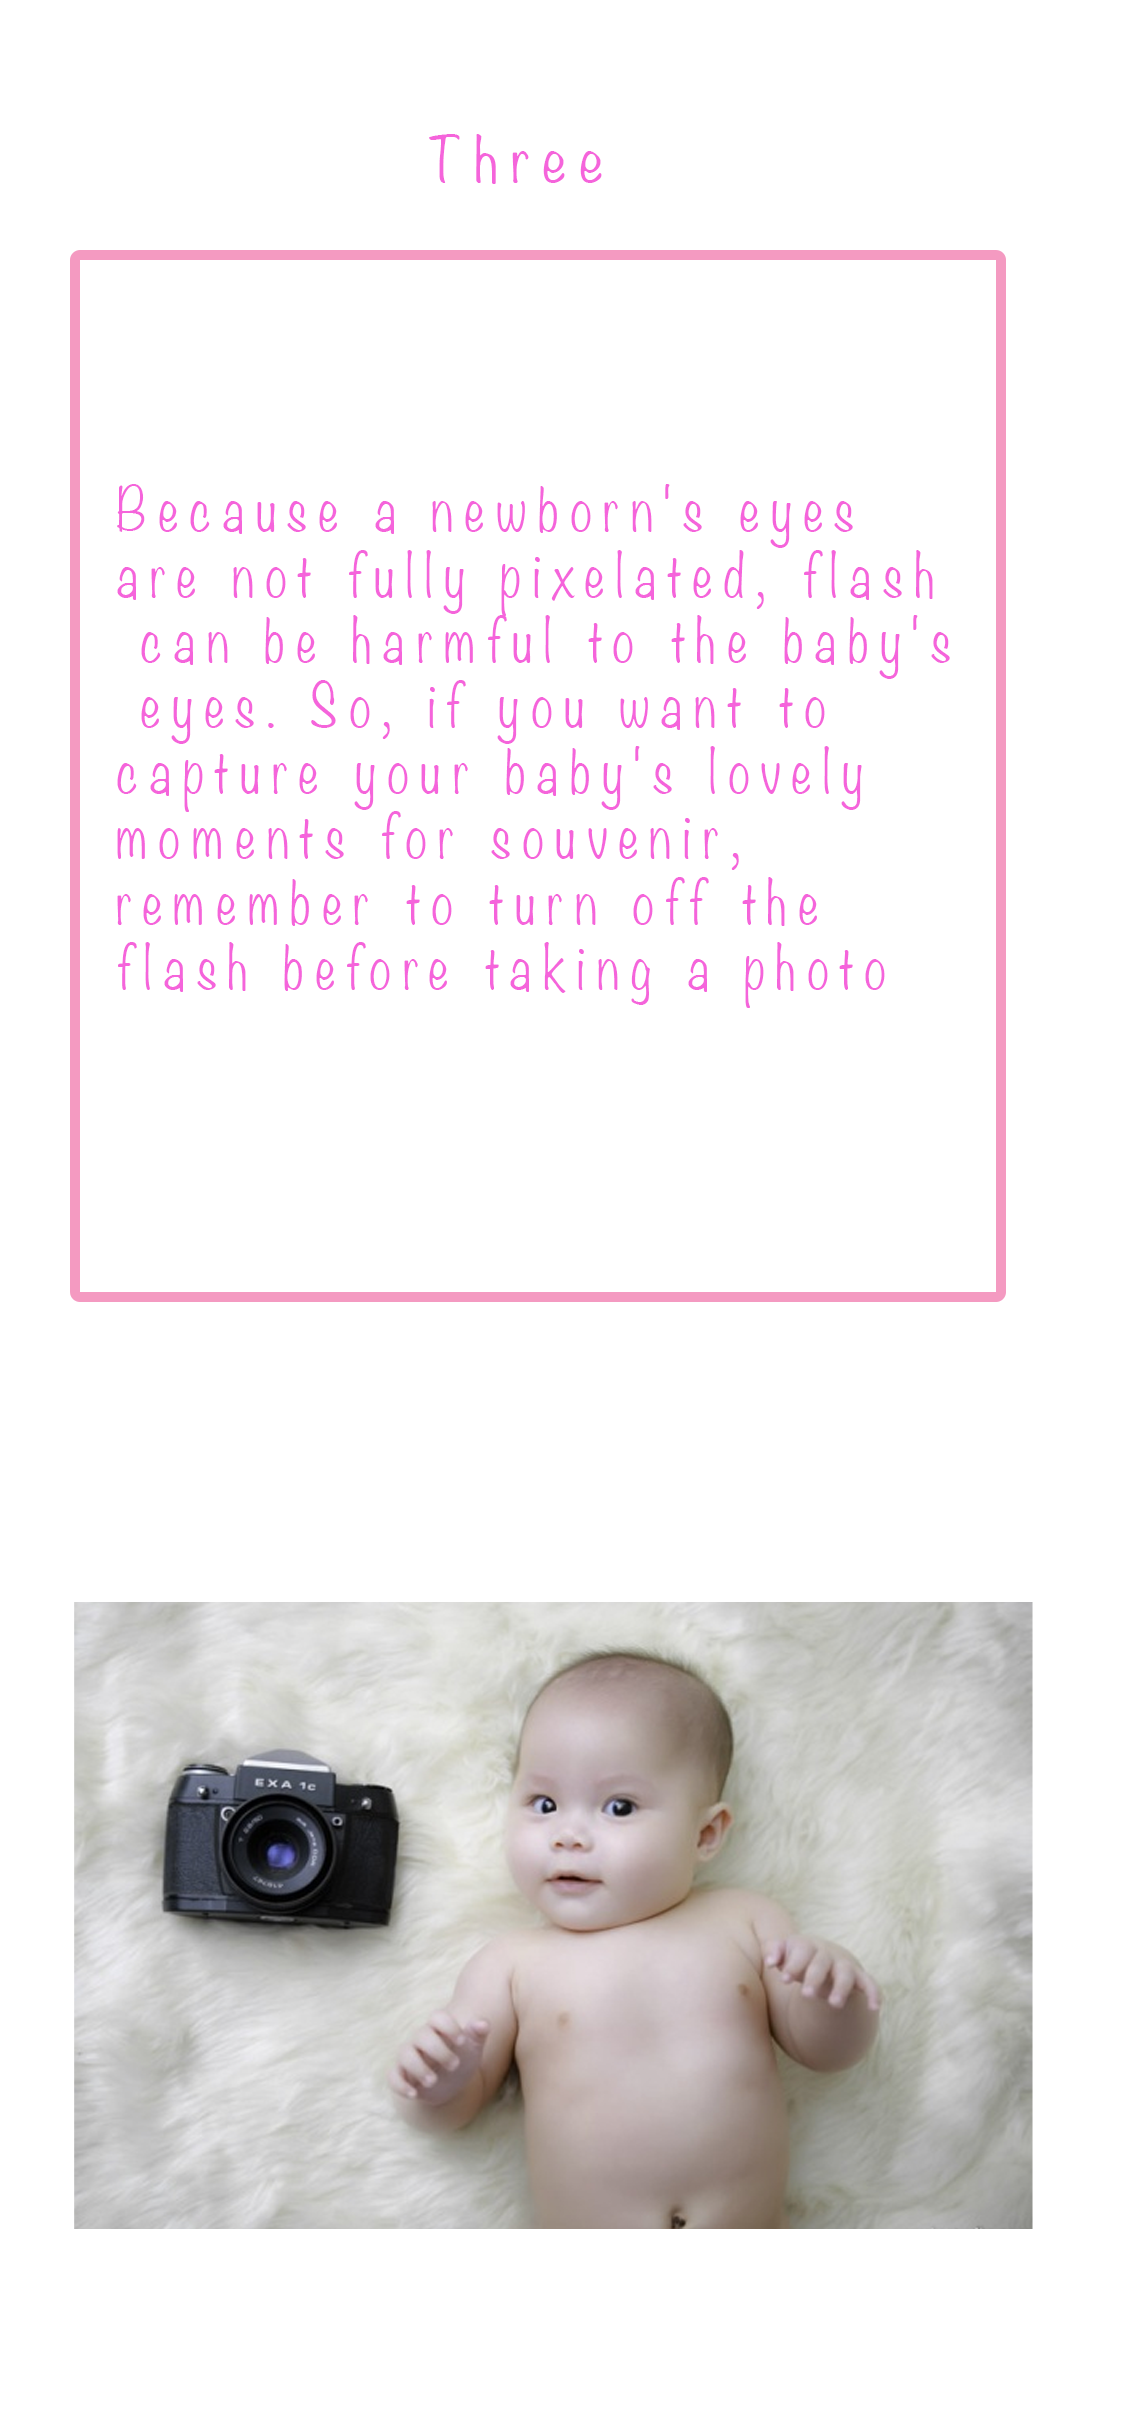 Three
Because a newborn's eyes
are not fully pixelated, flash
can be harmful to the baby's
eyes. So, if you want to
capture your baby's lovely
moments for souvenir,
remember to turn off the
flash before taking a photo
EXA 1c